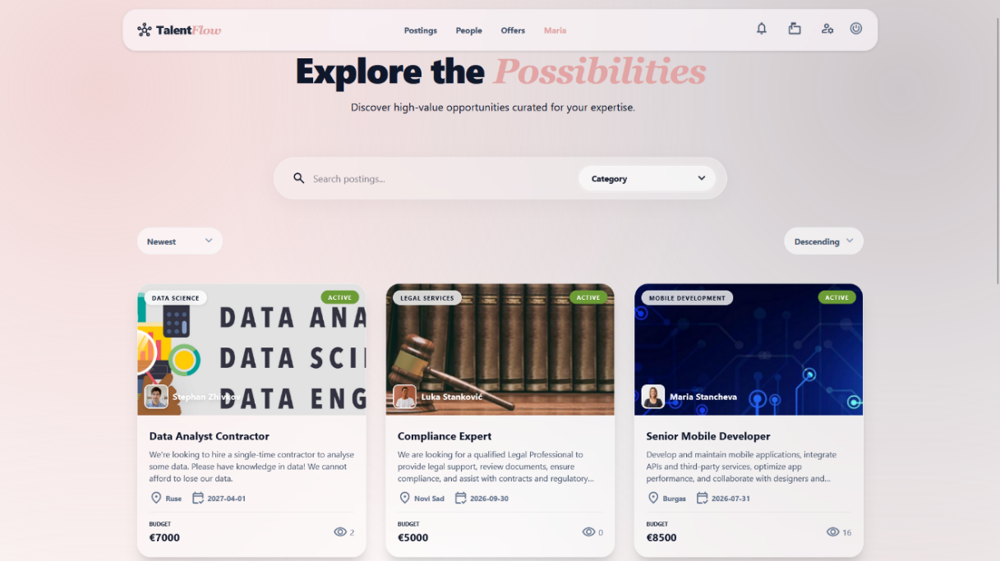 TalentFlow
Postings People Offers Maria
Explore the Possibilities
Discover high-value opportunities curated for your expertise.
Search postings...
Category
Newest
Descending
DATA SCIENCE
ACTIVE
DATA ANA
DATA SCI
DATA ENG
Stephan Zhivkov
Data Analyst Contractor
We're looking to hire a single-time contractor to analyse
some data. Please have knowledge in data! We cannot
afford to lose our data.
Ruse 2027-04-01
BUDGET
€7000
2
LEGAL SERVICES
ACTIVE
Luka Stanković
Compliance Expert
We are looking for a qualified Legal Professional to
provide legal support, review documents, ensure
compliance, and assist with contracts and regulatory...
Novi Sad 2026-09-30
BUDGET
€5000
0
MOBILE DEVELOPMENT
ACTIVE
Maria Stancheva
Senior Mobile Developer
Develop and maintain mobile applications, integrate
APIs and third-party services, optimize app
performance, and collaborate with designers and...
Burgas 2026-07-31
BUDGET
€8500
16